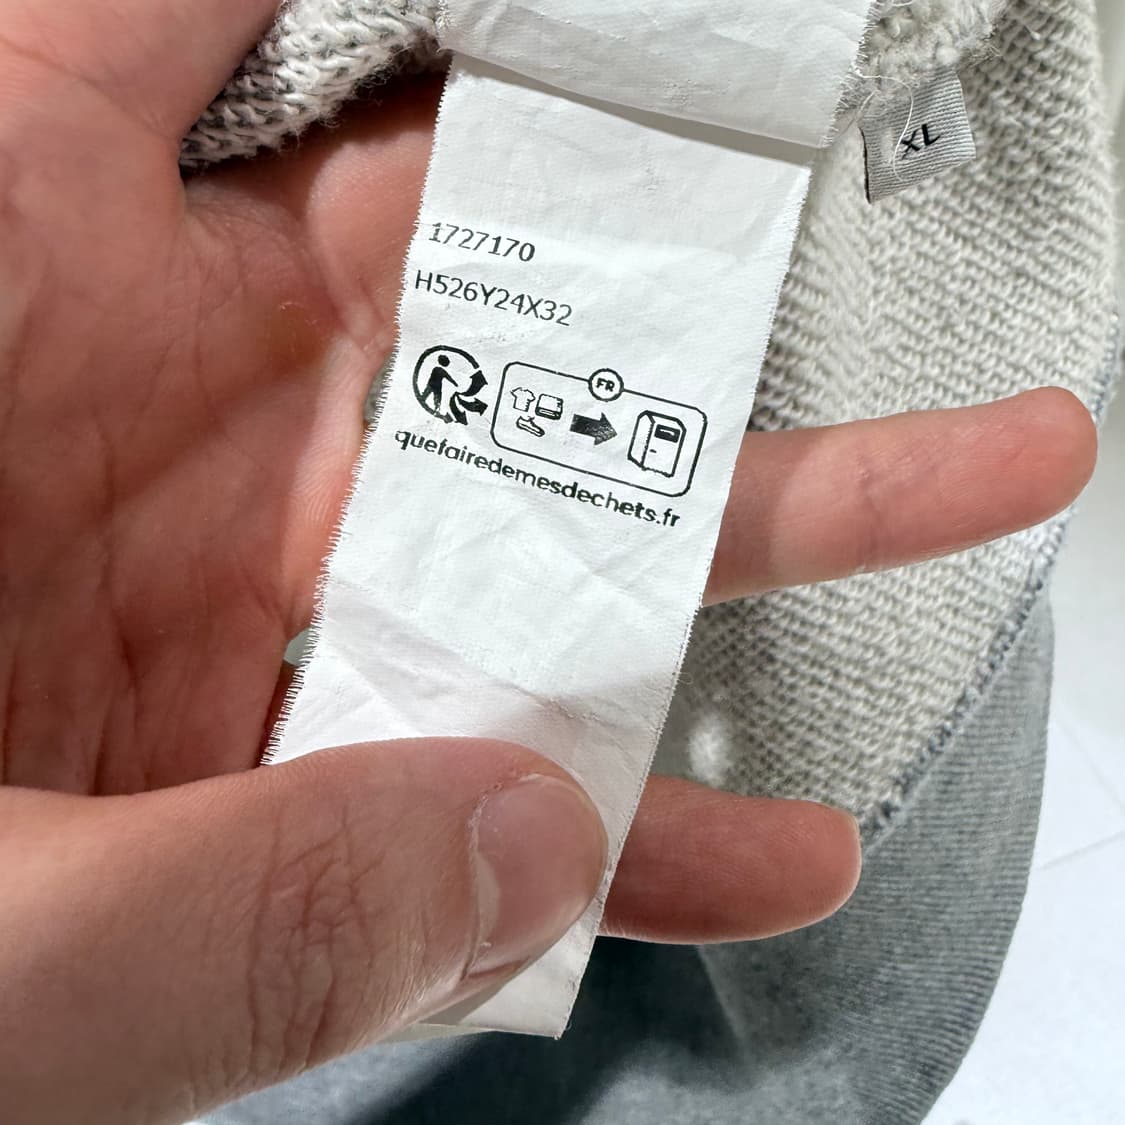 XL
1727170
H526Y24X32
FR
quefairedemesdechets.fr